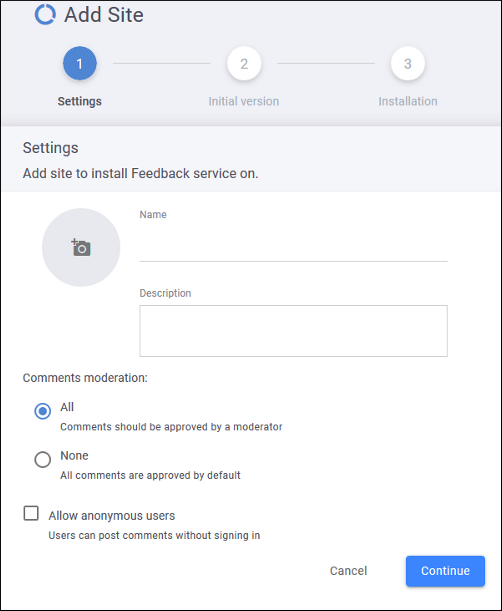 Add Site
1
2
3
Settings
Initial version
Installation
Settings
Add site to install Feedback service on.
Name
Description
Comments moderation:
All
Comments should be approved by a moderator
None
All comments are approved by default
Allow anonymous users
Users can post comments without signing in
Cancel
Continue